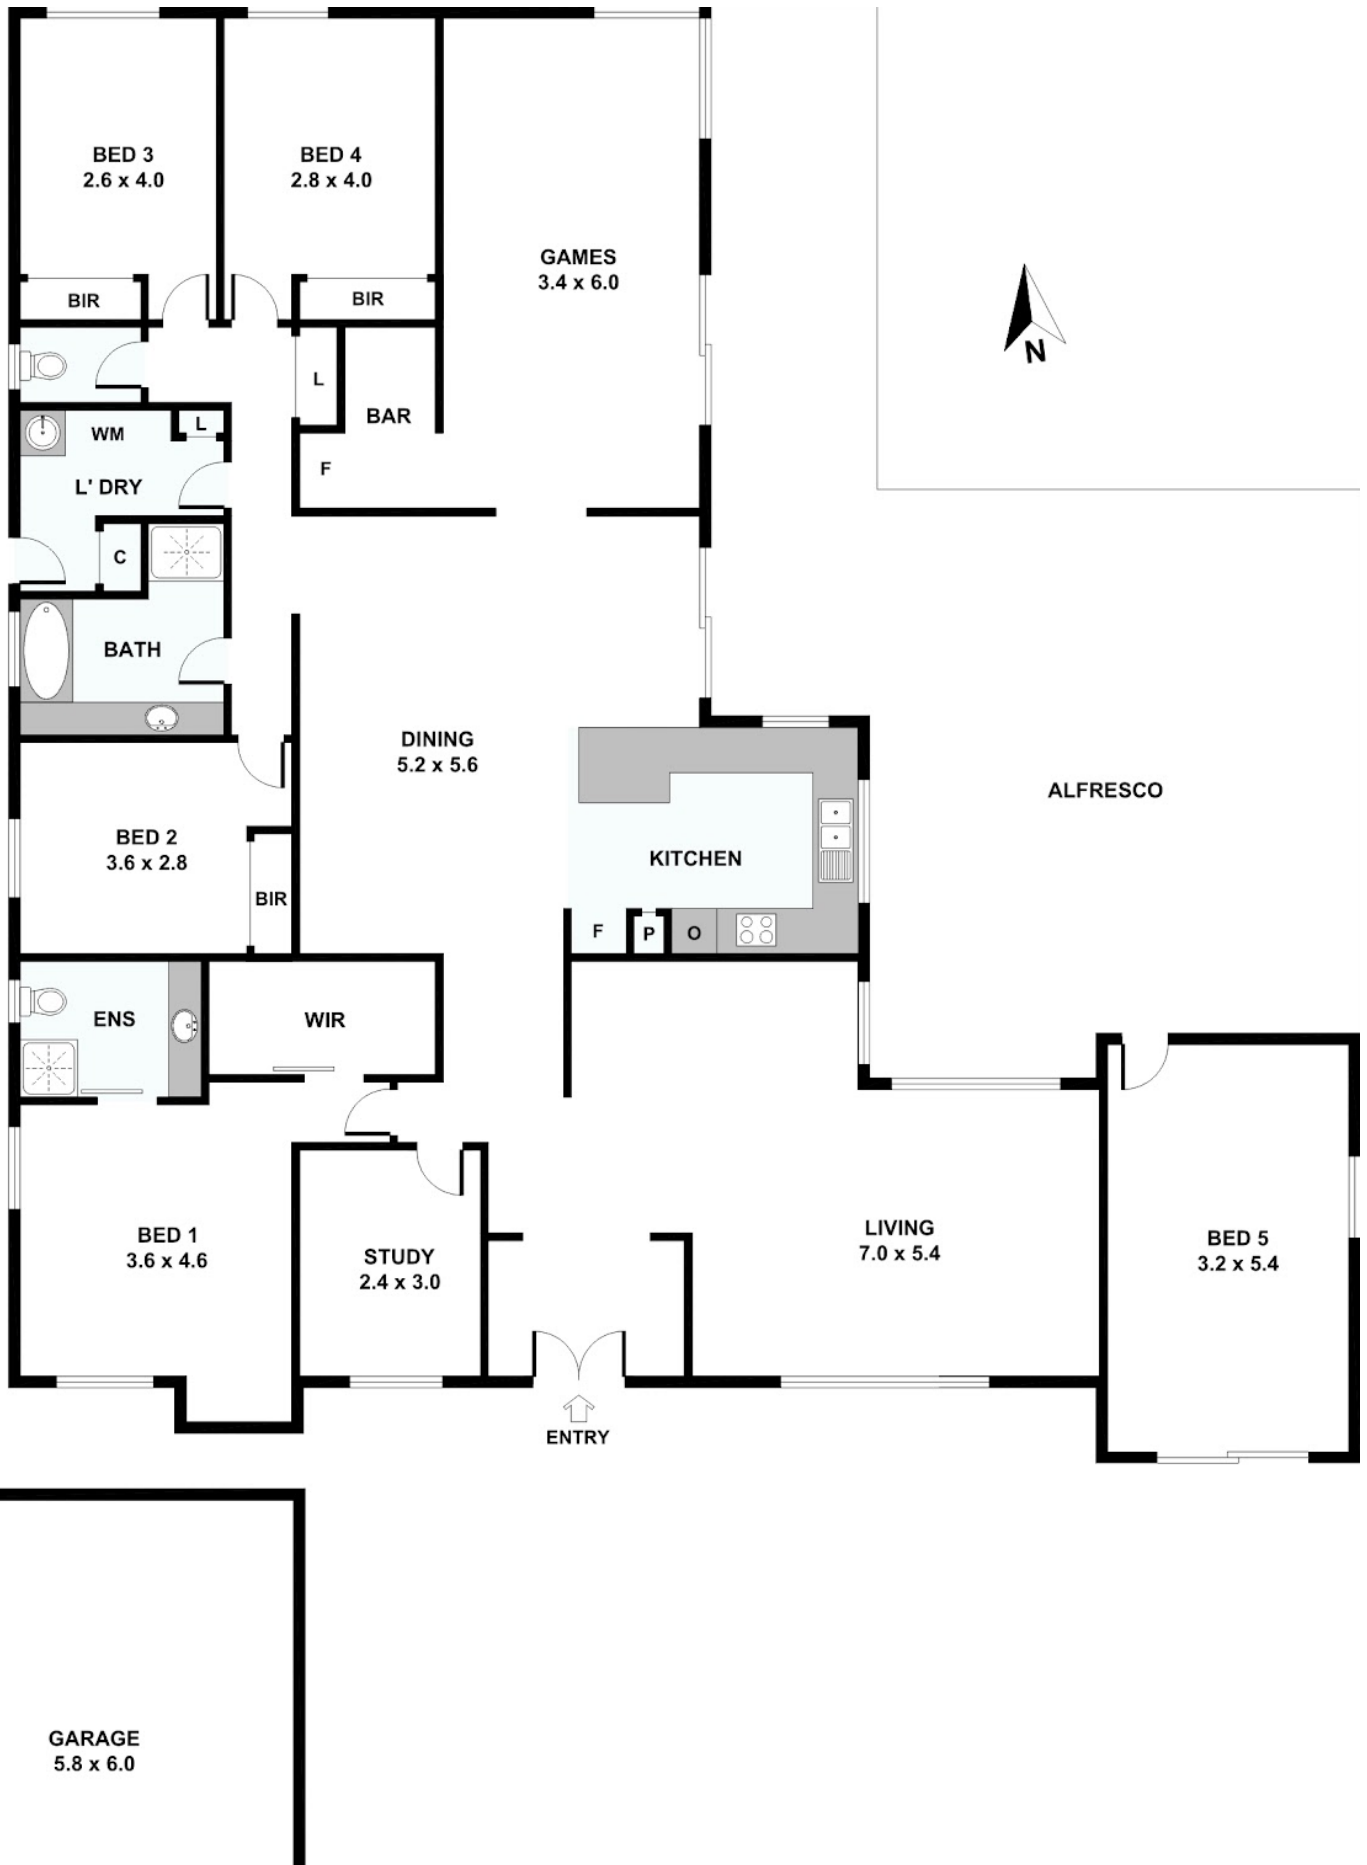 BED 3
2.6 x 4.0
BED 4
2.8 x 4.0
GAMES
3.4 x 6.0
BIR
BIR
N
L
BAR
L
WM
F
L' DRY
C
BATH
DINING
5.2 x 5.6
ALFRESCO
BED 2
3.6 x 2.8
KITCHEN
BIR
F
P
O
ENS
WIR
BED 1
3.6 x 4.6
STUDY
2.4 x 3.0
LIVING
7.0 x 5.4
BED 5
3.2 x 5.4
ENTRY
GARAGE
5.8 x 6.0